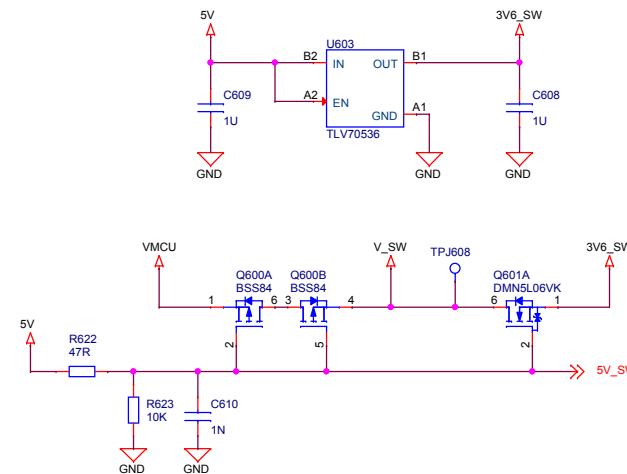 5V
3V6_SW
U603
B2
IN
OUT
B1
C609
1U
A2
EN
GND
A1
TLV70536
C608
1U
GND
GND
GND
VMCU
Q600A
BSS84
Q600B
BSS84
V_SW
TPJ608
Q601A
DMN5L06VK
3V6_SW
1
6
3
4
6
1
2
5
2
5V
R622
47R
5V_SW
R623
10K
C610
1N
GND
GND